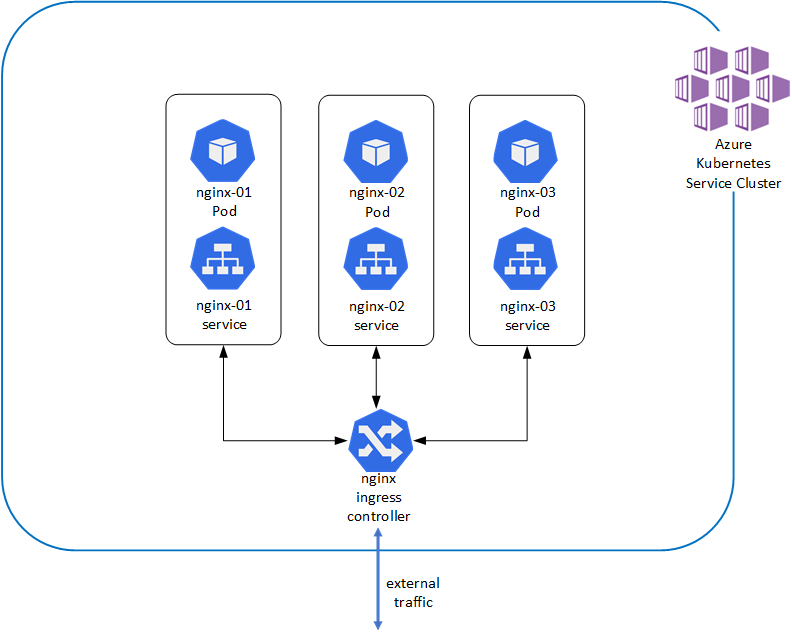 Azure
Kubernetes
Service Cluster
nginx-01
Pod
nginx-01
service
nginx-02
Pod
nginx-02
service
nginx-03
Pod
nginx-03
service
nginx
ingress
controller
external
traffic